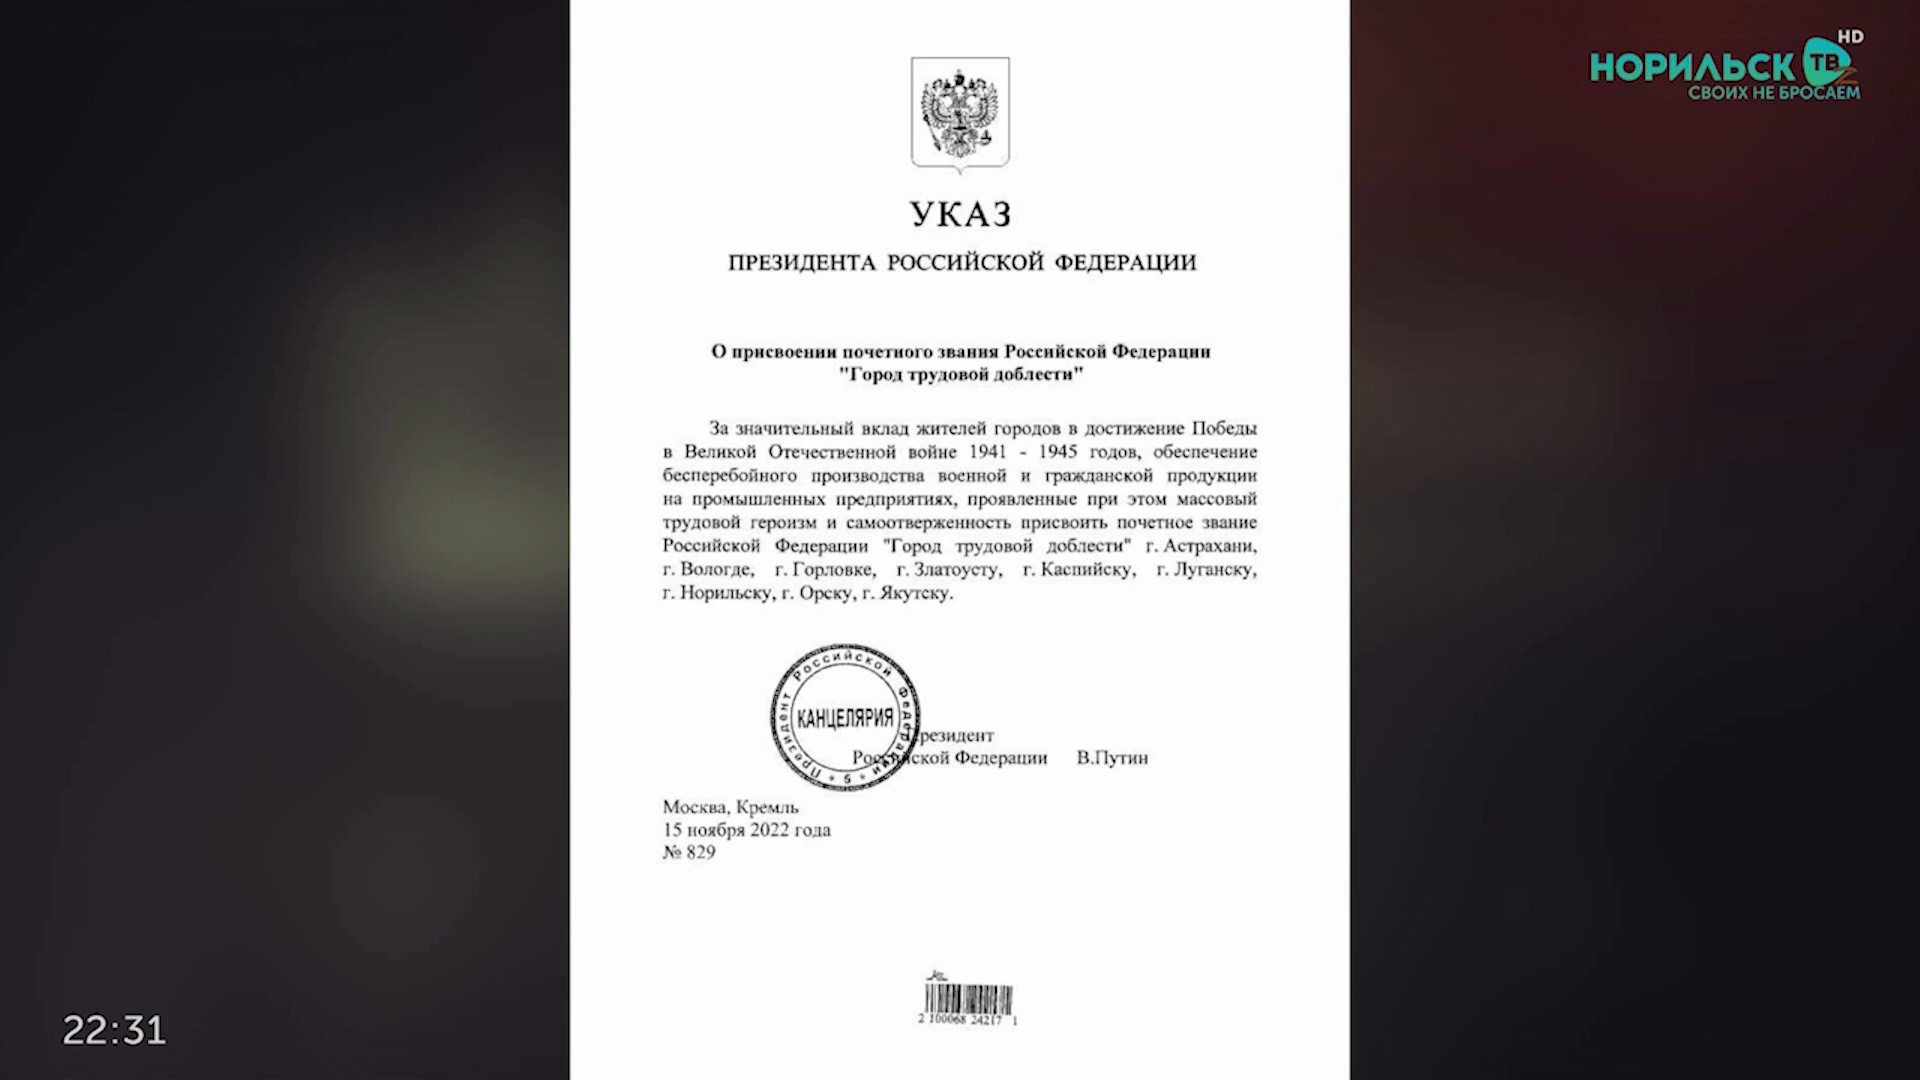 HD
НОРИЛЬСК ТВ
СВОИХ НЕ БРОСАЕМ
УКАЗ
ПРЕЗИДЕНТА РОССИЙСКОЙ ФЕДЕРАЦИИ
О присвоении почетного звания Российской Федерации
"Город трудовой доблести"
За значительный вклад жителей городов в достижение Победы
в Великой Отечественной войне 1941 - 1945 годов, обеспечение
бесперебойного производства военной и гражданской продукции
на промышленных предприятиях, проявленные при этом массовый
трудовой героизм и самоотверженность присвоить почетное звание
Российской Федерации "Город трудовой доблести" г. Астрахани,
г. Вологде, г. Горловке, г. Златоусту, г. Каспийску, г. Луганску,
г. Норильску, г. Орску, г. Якутску.
Президент Российской Федерации * 5 *
КАНЦЕЛЯРИЯ
Президент
Российской Федерации В.Путин
Москва, Кремль
15 ноября 2022 года
№ 829
2 100068 24217 1
22:31